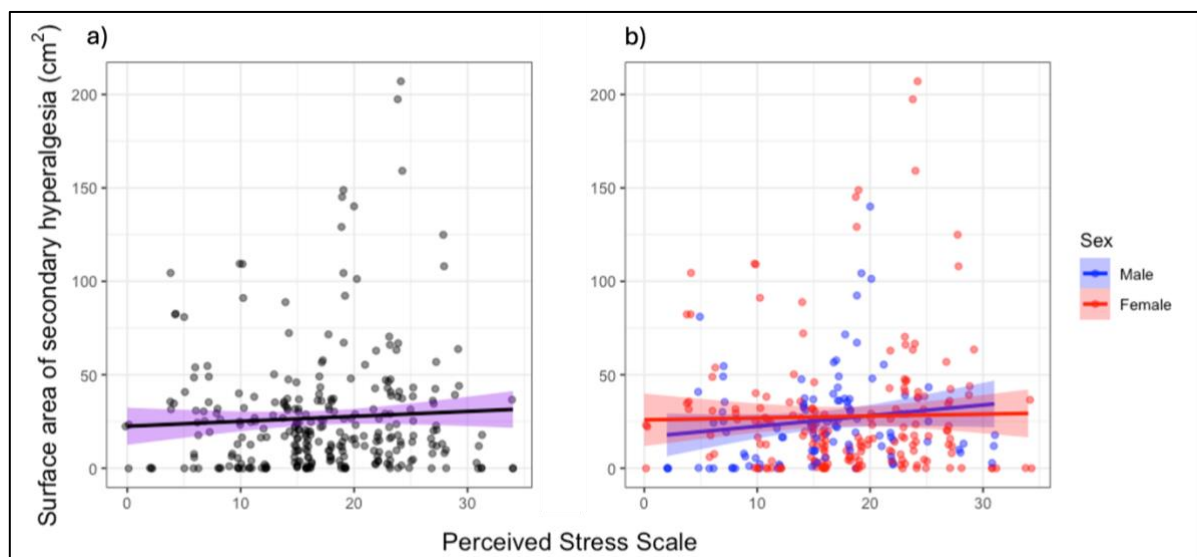 a)
b)
Surface area of secondary hyperalgesia (cm²)
200
150
100
50
0
0 10 20 30
200
150
100
50
0
0 10 20 30
Sex
Male
Female
Perceived Stress Scale